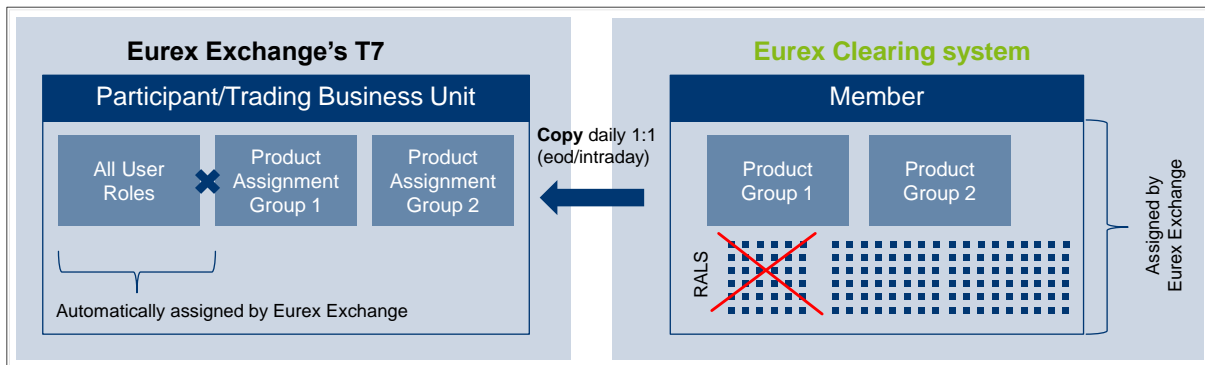 Eurex Exchange's T7
Participant/Trading Business Unit
All User
Roles
Product
Assignment
Group 1
Product
Assignment
Group 2
Automatically assigned by Eurex Exchange
Copy daily 1:1
(eod/intraday)
Eurex Clearing system
Member
Product
Group 1
Product
Group 2
RALS
Assigned by
Eurex Exchange